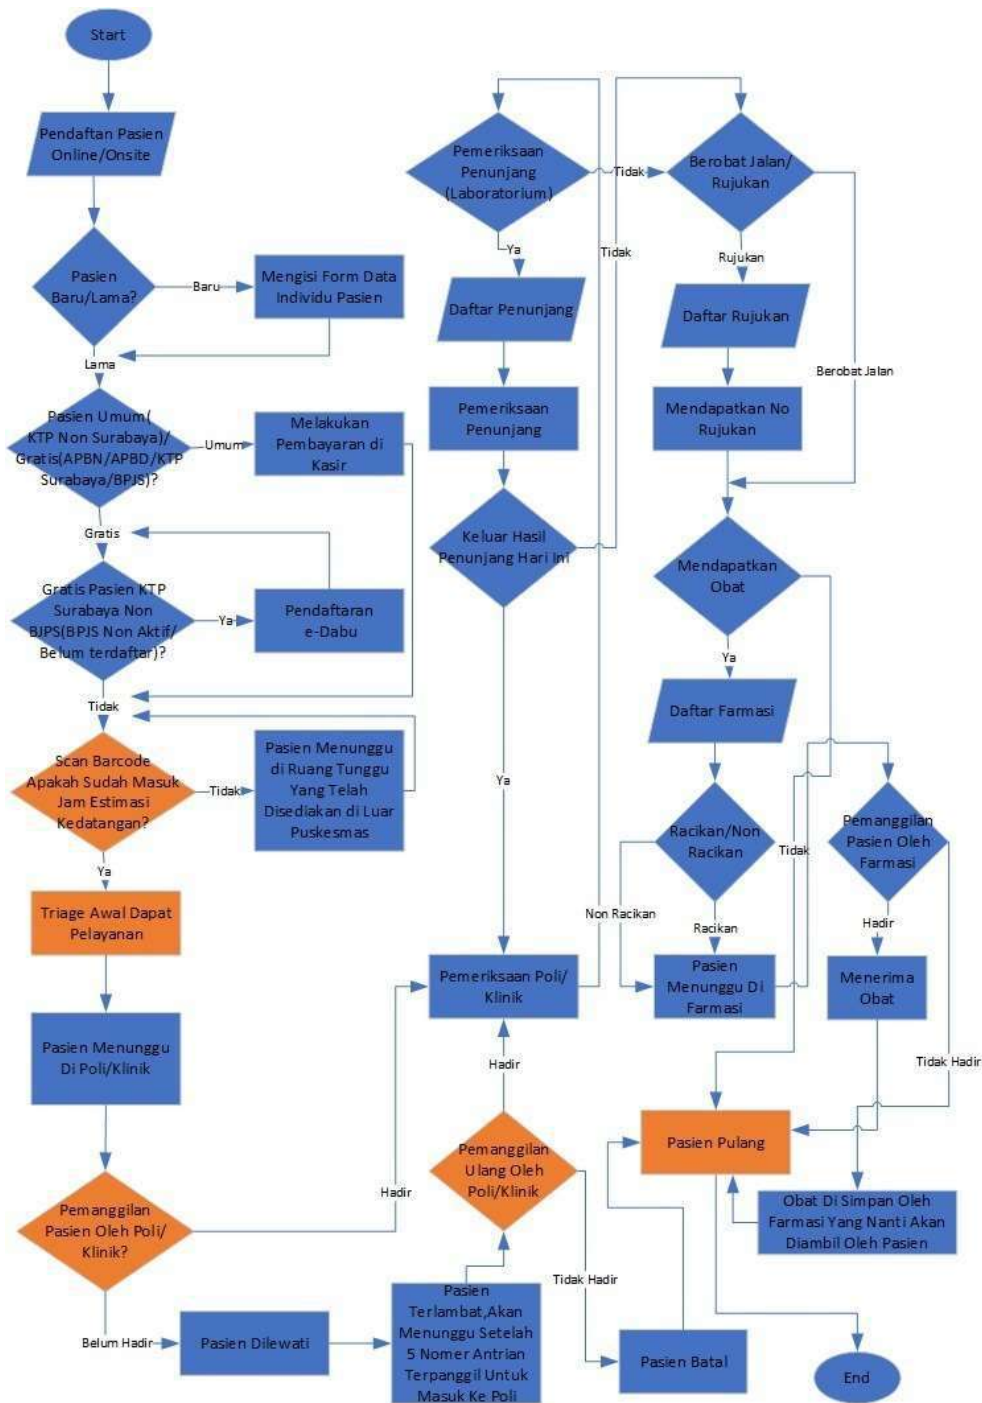 Start
Pendaftan Pasien
Online/Onsite
Pasien
Baru/Lama?
Baru
Mengisi Form Data
Individu Pasien
Lama
Pasien Umum(
KTP Non Surabaya)/
Gratis(APBN/APBD/KTP
Surabaya/BPJS)?
Umum
Melakukan
Pembayaran di
Kasir
Gratis
Gratis Pasien KTP
Surabaya Non
BJPS(BPJS Non Aktif/
Belum terdaftar)?
Ya
Pendaftaran
e-Dabu
Tidak
Scan Barcode
Apakah Sudah Masuk
Jam Estimasi
Kedatangan?
Tidak
Pasien Menunggu
di Ruang Tunggu
Yang Telah
Disediakan di Luar
Puskesmas
Ya
Triage Awal Dapat
Pelayanan
Pasien Menunggu
Di Poli/Klinik
Pemanggilan
Pasien Oleh Poli/
Klinik?
Hadir
Belum Hadir
Pasien Dilewati
Pasien
Terlambat,Akan
Menunggu Setelah
5 Nomer Antrian
Terpanggil Untuk
Masuk Ke Poli
Pemanggilan
Ulang Oleh
Poli/Klinik
Hadir
Tidak Hadir
Pasien Batal
Pemeriksaan Poli/
Klinik
Pemeriksaan
Penunjang
(Laboratorium)
Tidak
Ya
Daftar Penunjang
Pemeriksaan
Penunjang
Keluar Hasil
Penunjang Hari Ini
Tidak
Ya
Berobat Jalan/
Rujukan
Rujukan
Berobat Jalan
Daftar Rujukan
Mendapatkan No
Rujukan
Mendapatkan
Obat
Ya
Tidak
Daftar Farmasi
Racikan/Non
Racikan
Non Racikan
Racikan
Pasien
Menunggu Di
Farmasi
Pemanggilan
Pasien Oleh
Farmasi
Hadir
Tidak Hadir
Menerima
Obat
Pasien Pulang
Obat Di Simpan Oleh
Farmasi Yang Nanti Akan
Diambil Oleh Pasien
End